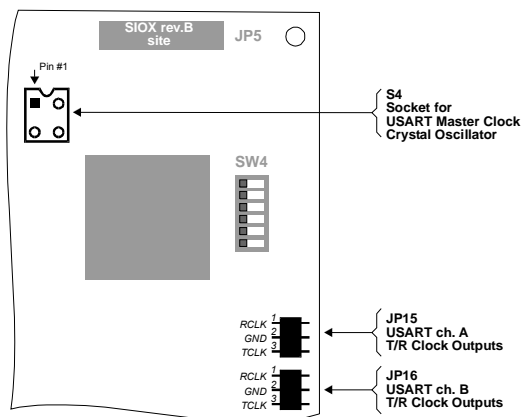 SIOX rev.B
site
JP5
Pin #1
S4
Socket for
USART Master Clock
Crystal Oscillator
SW4
RCLK 1
GND 2
TCLK 3
JP15
USART ch. A
T/R Clock Outputs
RCLK 1
GND 2
TCLK 3
JP16
USART ch. B
T/R Clock Outputs